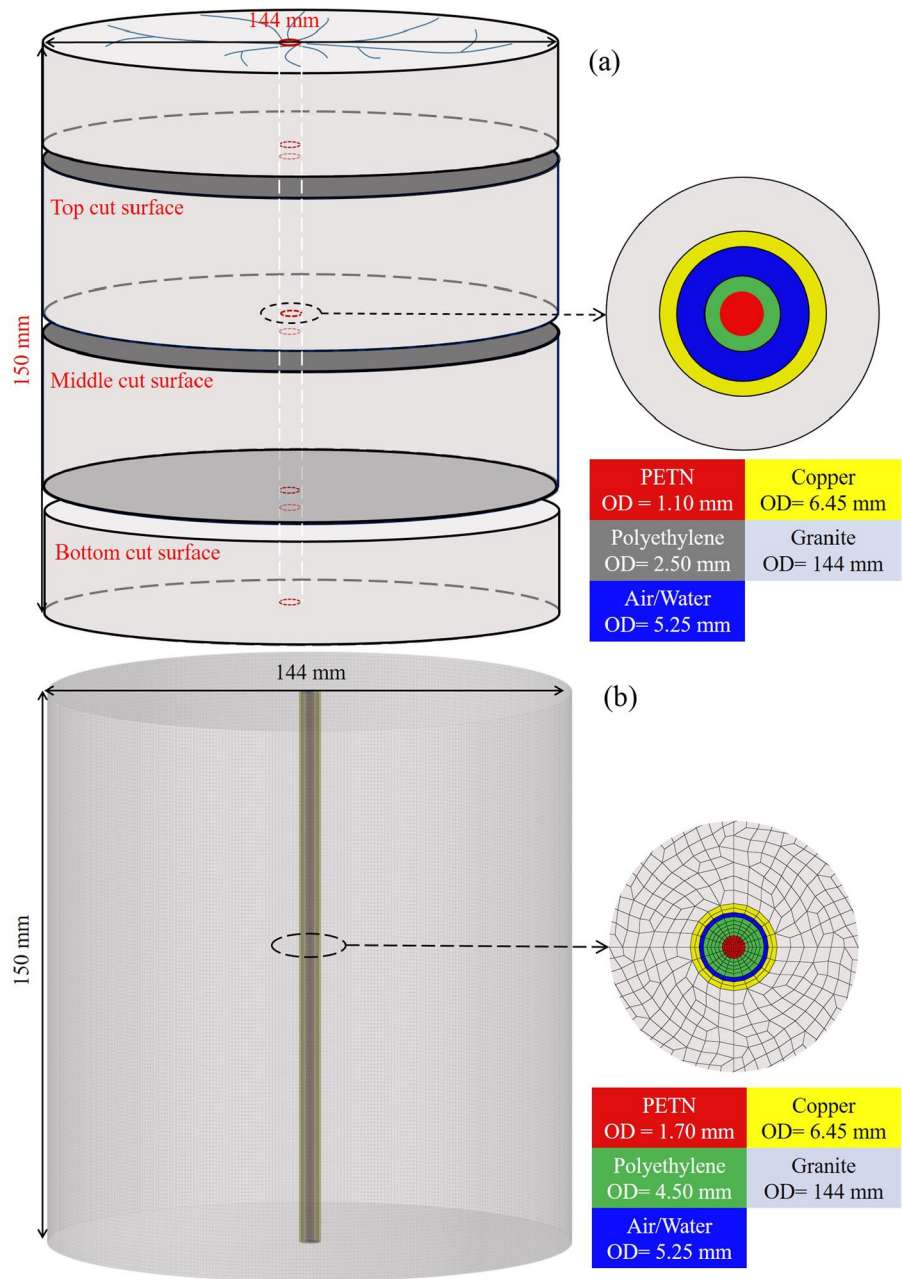 144 mm
(a)
Top cut surface
150 mm
Middle cut surface
PETN
OD = 1.10 mm
Copper
OD= 6.45 mm
Polyethylene
OD= 2.50 mm
Granite
OD= 144 mm
Bottom cut surface
Air/Water
OD= 5.25 mm
144 mm
(b)
150 mm
PETN
OD = 1.70 mm
Copper
OD= 6.45 mm
Polyethylene
OD= 4.50 mm
Granite
OD= 144 mm
Air/Water
OD= 5.25 mm